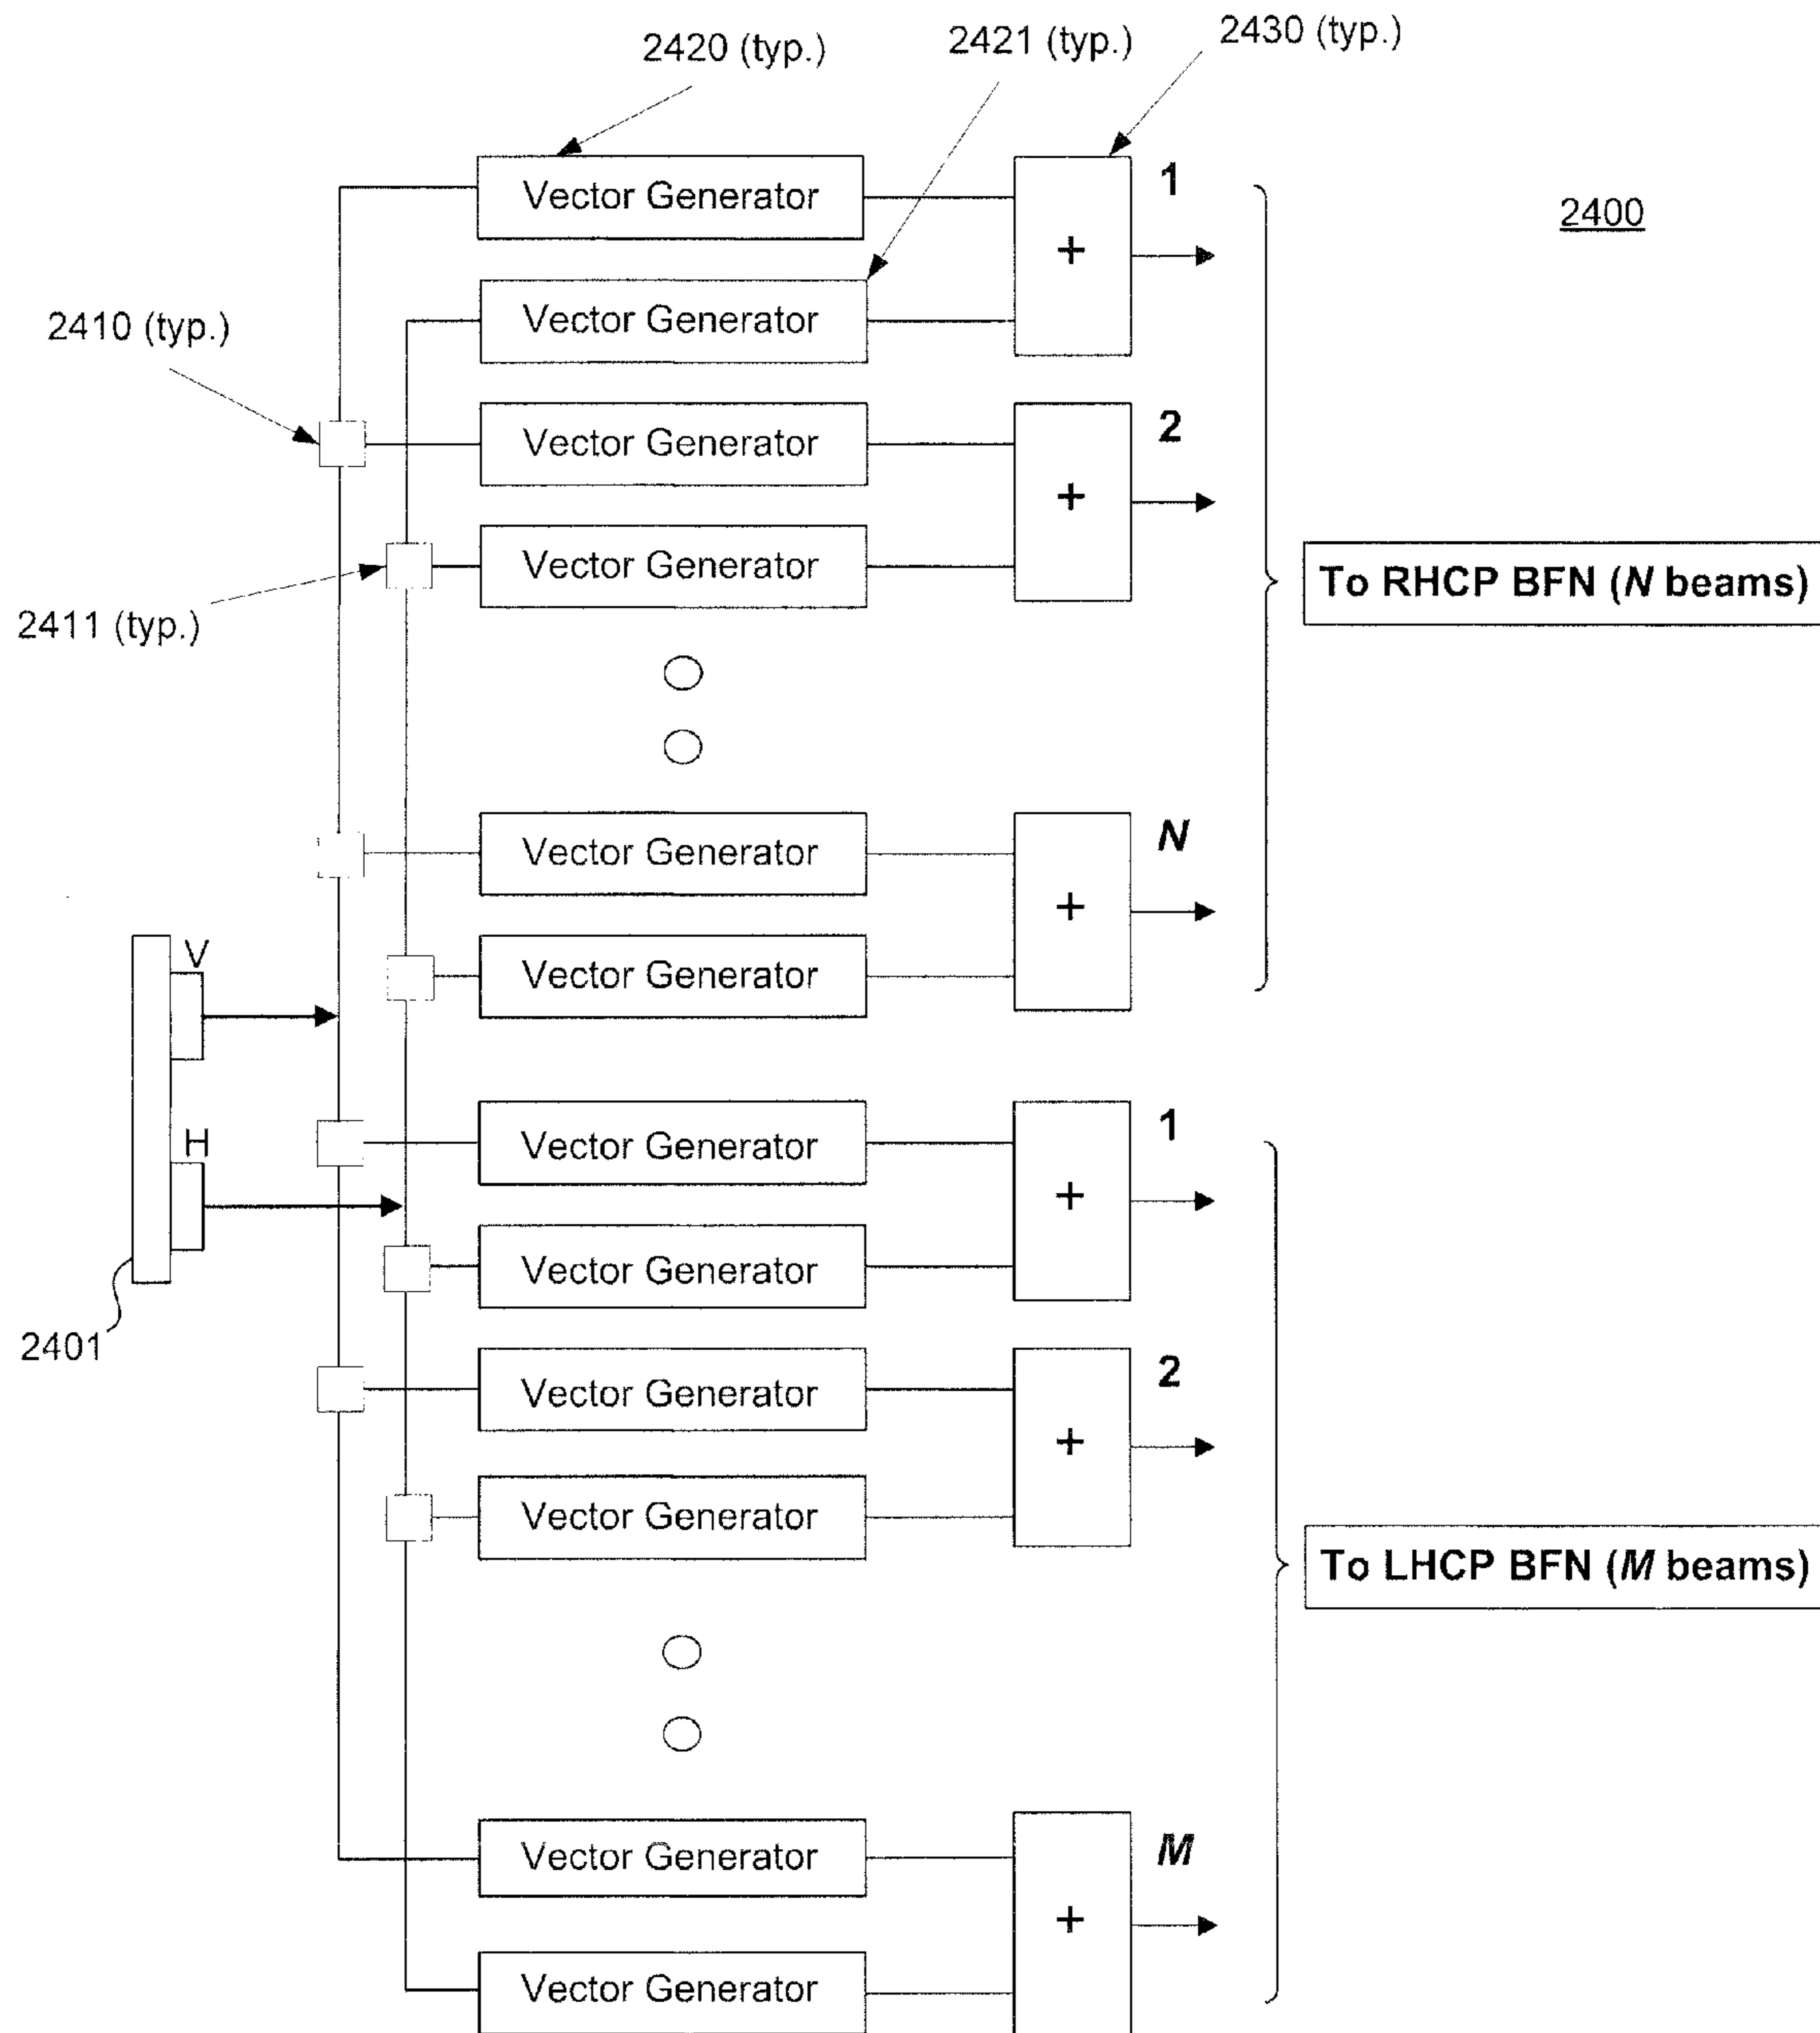 2420 (typ.)
2421 (typ.)
2430 (typ.)
2400
Vector Generator
+
1
Vector Generator
2410 (typ.)
Vector Generator
+
2
Vector Generator
2411 (typ.)
To RHCP BFN (N beams)
Vector Generator
+
N
Vector Generator
V
H
2401
Vector Generator
+
1
Vector Generator
Vector Generator
+
2
Vector Generator
To LHCP BFN (M beams)
Vector Generator
+
M
Vector Generator